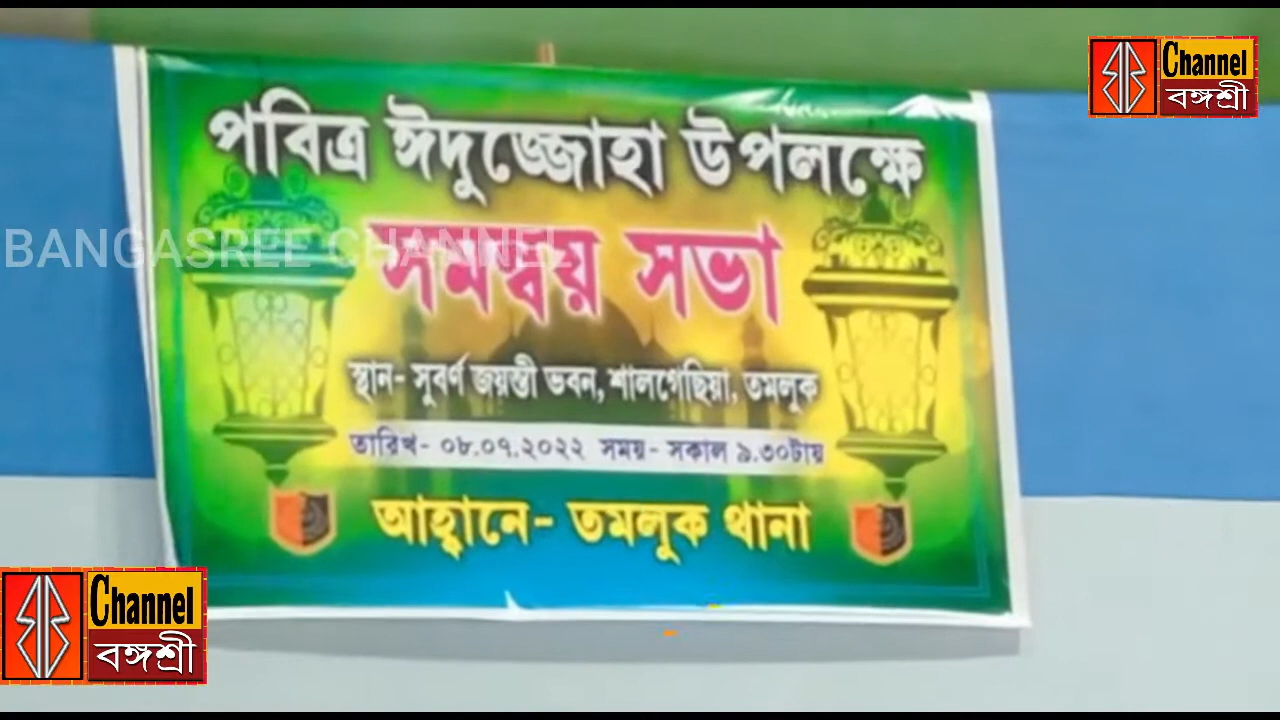 Channel
বঙ্গশ্রী
পবিত্র ঈদুজ্জোহা উপলক্ষে
BANGASREE CHANNEL
সমন্বয় সভা
স্থান- সুবর্ণ জয়ন্তী ভবন, শালগেছিয়া, তমলুক
তারিখ- ০৮.০৭.২০২২ সময়- সকাল ৯.৩০টায়
আহ্বানে- তমলুক থানা
Channel
বঙ্গশ্রী